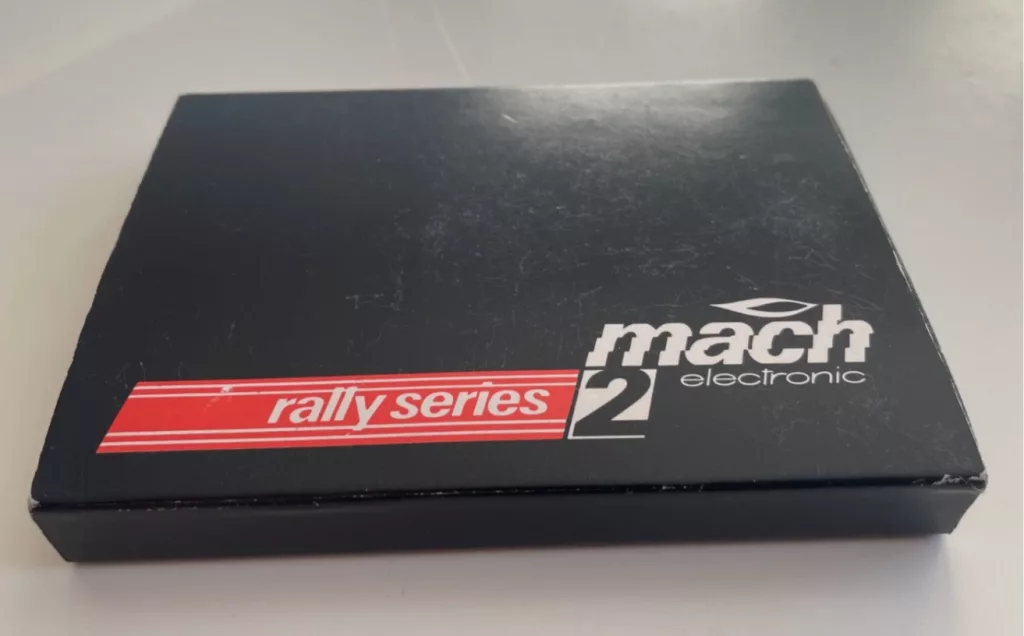 mach
electronic
rally series 2